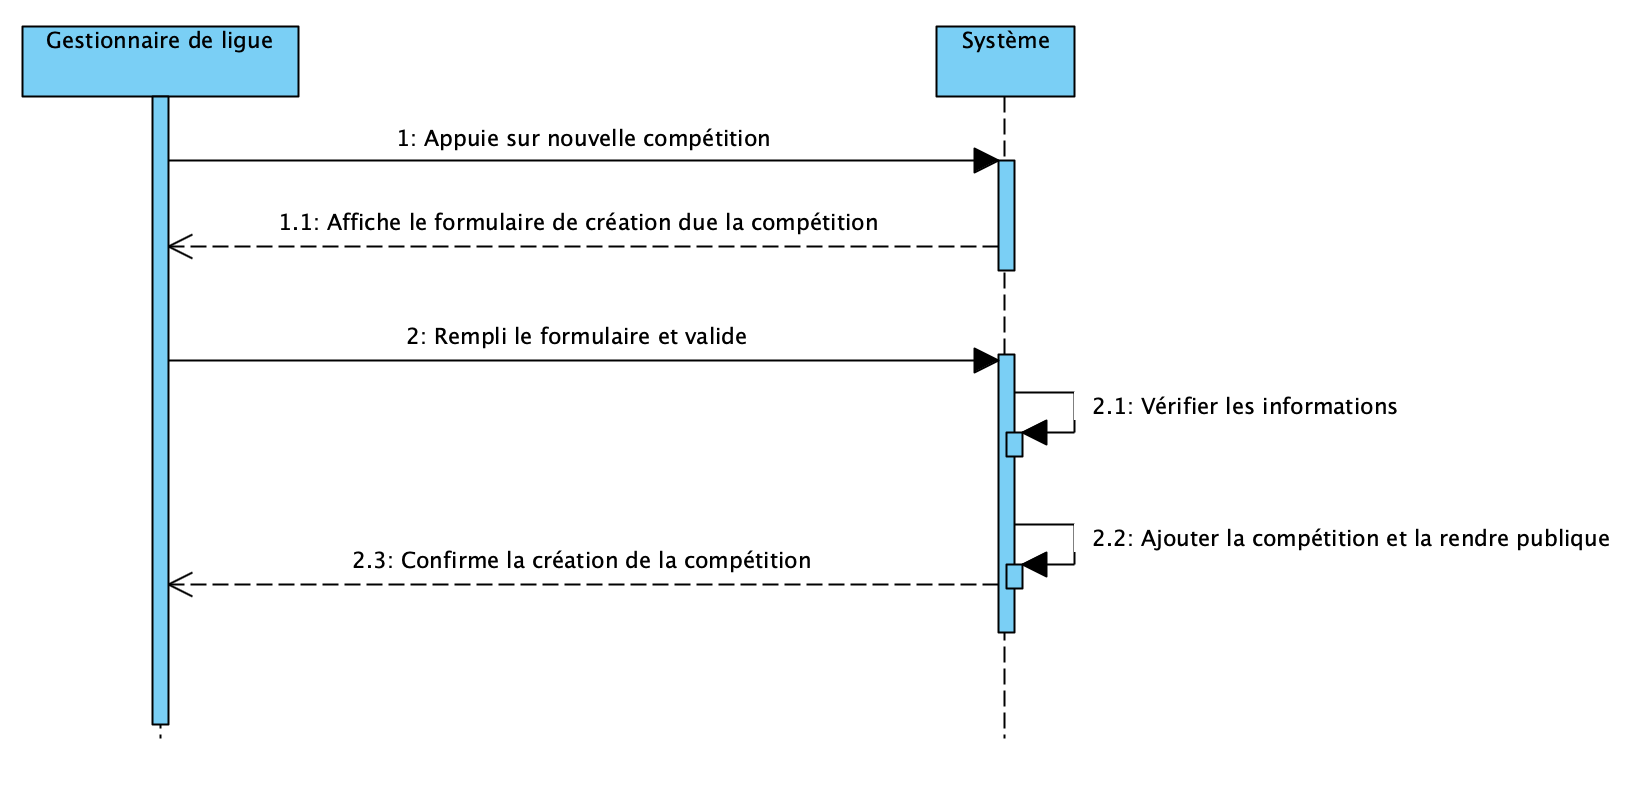 Gestionnaire de ligue
Système
1: Appuie sur nouvelle compétition
1.1: Affiche le formulaire de création due la compétition
2: Rempli le formulaire et valide
2.1: Vérifier les informations
2.2: Ajouter la compétition et la rendre publique
2.3: Confirme la création de la compétition